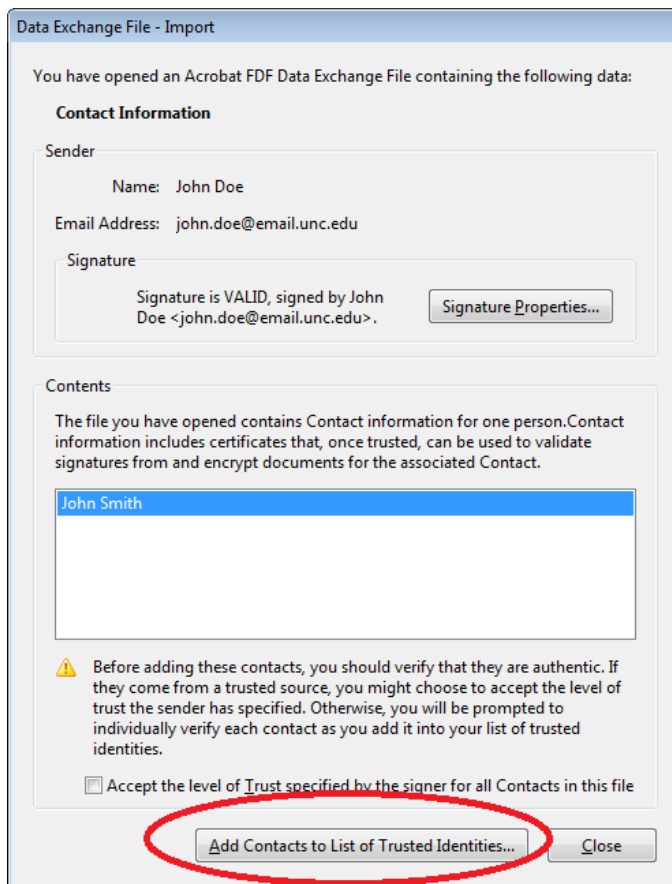 Data Exchange File - Import
You have opened an Acrobat FDF Data Exchange File containing the following data:
Contact Information
Sender
Name: John Doe
Email Address: john.doe@email.unc.edu
Signature
Signature is VALID, signed by John
Doe <john.doe@email.unc.edu>.
Signature Properties...
Contents
The file you have opened contains Contact information for one person.Contact
information includes certificates that, once trusted, can be used to validate
signatures from and encrypt documents for the associated Contact.
John Smith
Before adding these contacts, you should verify that they are authentic. If
they come from a trusted source, you might choose to accept the level of
trust the sender has specified. Otherwise, you will be prompted to
individually verify each contact as you add it into your list of trusted
identities.
Accept the level of Trust specified by the signer for all Contacts in this file
Add Contacts to List of Trusted Identities...
Close